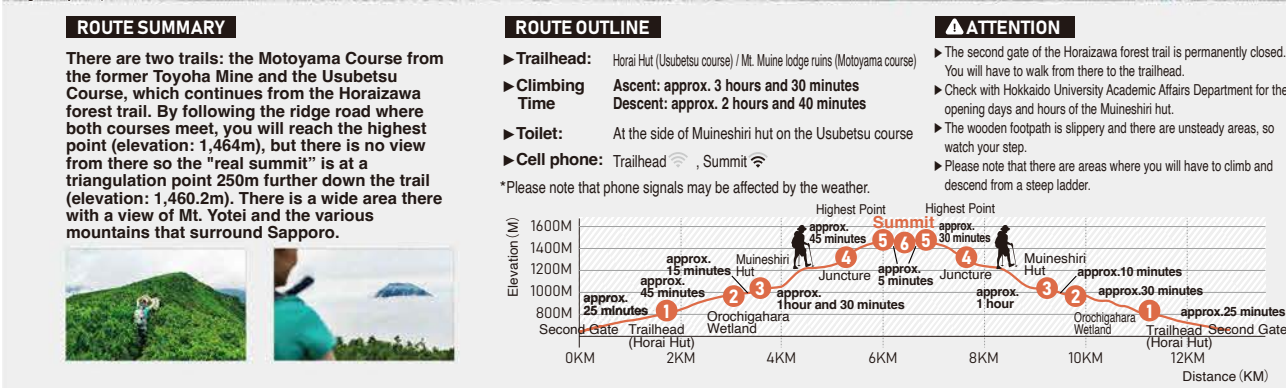 ROUTE SUMMARY
There are two trails: the Motoyama Course from
the former Toyoha Mine and the Usubetsu
Course, which continues from the Horaizawa
forest trail. By following the ridge road where
both courses meet, you will reach the highest
point (elevation: 1,464m), but there is no view
from there so the "real summit” is at a
triangulation point 250m further down the trail
(elevation: 1,460.2m). There is a wide area there
with a view of Mt. Yotei and the various
mountains that surround Sapporo.
ROUTE OUTLINE
▶Trailhead: Horai Hut (Usubetsu course) / Mt. Muine lodge ruins (Motoyama course)
▶Climbing Time
Ascent: approx. 3 hours and 30 minutes
Descent: approx. 2 hours and 40 minutes
▶Toilet: At the side of Muineshiri hut on the Usubetsu course
▶Cell phone: Trailhead , Summit
*Please note that phone signals may be affected by the weather.
ATTENTION
▶The second gate of the Horaizawa forest trail is permanently closed.
You will have to walk from there to the trailhead.
▶Check with Hokkaido University Academic Affairs Department for the
opening days and hours of the Muineshiri hut.
▶The wooden footpath is slippery and there are unsteady areas, so
watch your step.
▶Please note that there are areas where you will have to climb and
descend from a steep ladder.
Elevation (M)
1600M
1400M
1200M
1000M
800M
Second Gate
approx.
25 minutes
1
Trailhead
(Horai Hut)
approx.
45 minutes
2
Orochigahara
Wetland
approx.
15 minutes
Muineshiri
Hut
3
approx.
1hour and 30 minutes
4
Juncture
approx.
45 minutes
Highest Point
5
Summit
6
approx.
5 minutes
Highest Point
5
approx.
30 minutes
4
Juncture
approx.
1 hour
Muineshiri
Hut
3
approx.10 minutes
2
Orochigahara
Wetland
approx.30 minutes
1
Trailhead
(Horai Hut)
approx.25 minutes
Second Gate
0KM
2KM
4KM
6KM
8KM
10KM
12KM
Distance (KM)